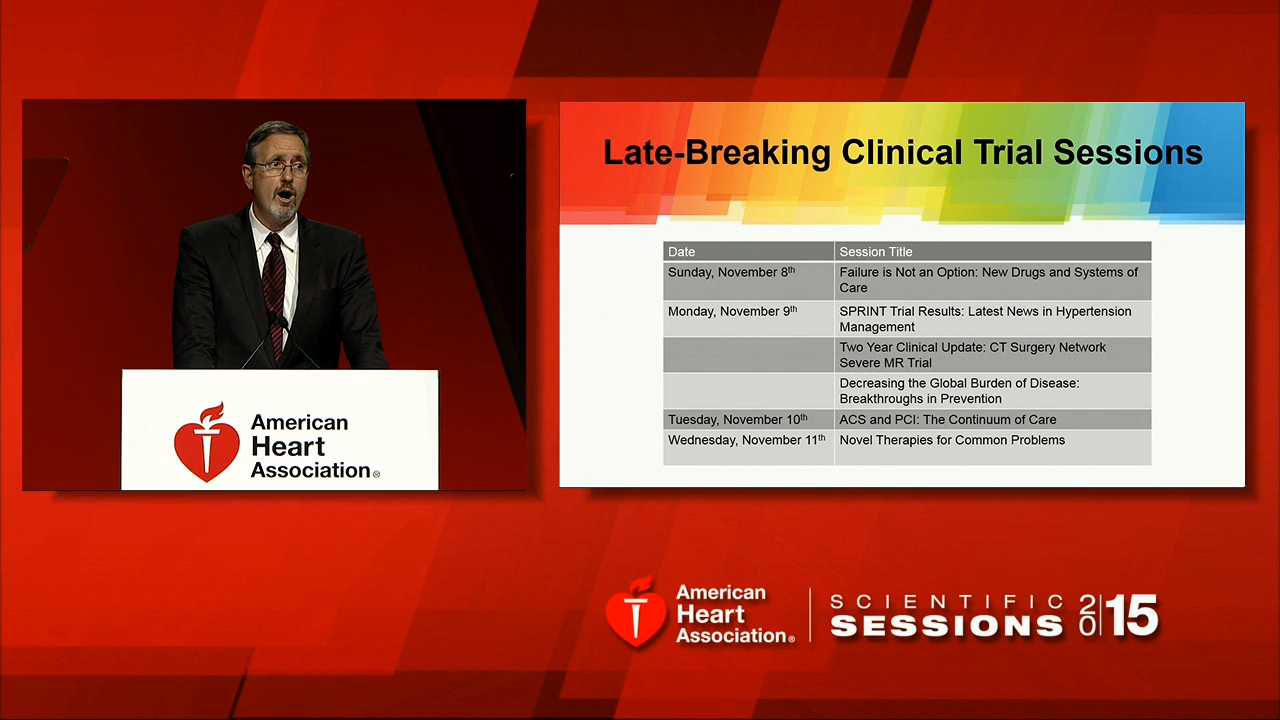 Late-Breaking Clinical Trial Sessions
Date Session Title
Sunday, November 8th Failure is Not an Option: New Drugs and Systems of
Care
Monday, November 9th SPRINT Trial Results: Latest News in Hypertension
Management
Two Year Clinical Update: CT Surgery Network
Severe MR Trial
Decreasing the Global Burden of Disease:
Breakthroughs in Prevention
Tuesday, November 10th ACS and PCI: The Continuum of Care
Wednesday, November 11th Novel Therapies for Common Problems
American
Heart
Association®
American
Heart
Association®
SCIENTIFIC
SESSIONS 20|15